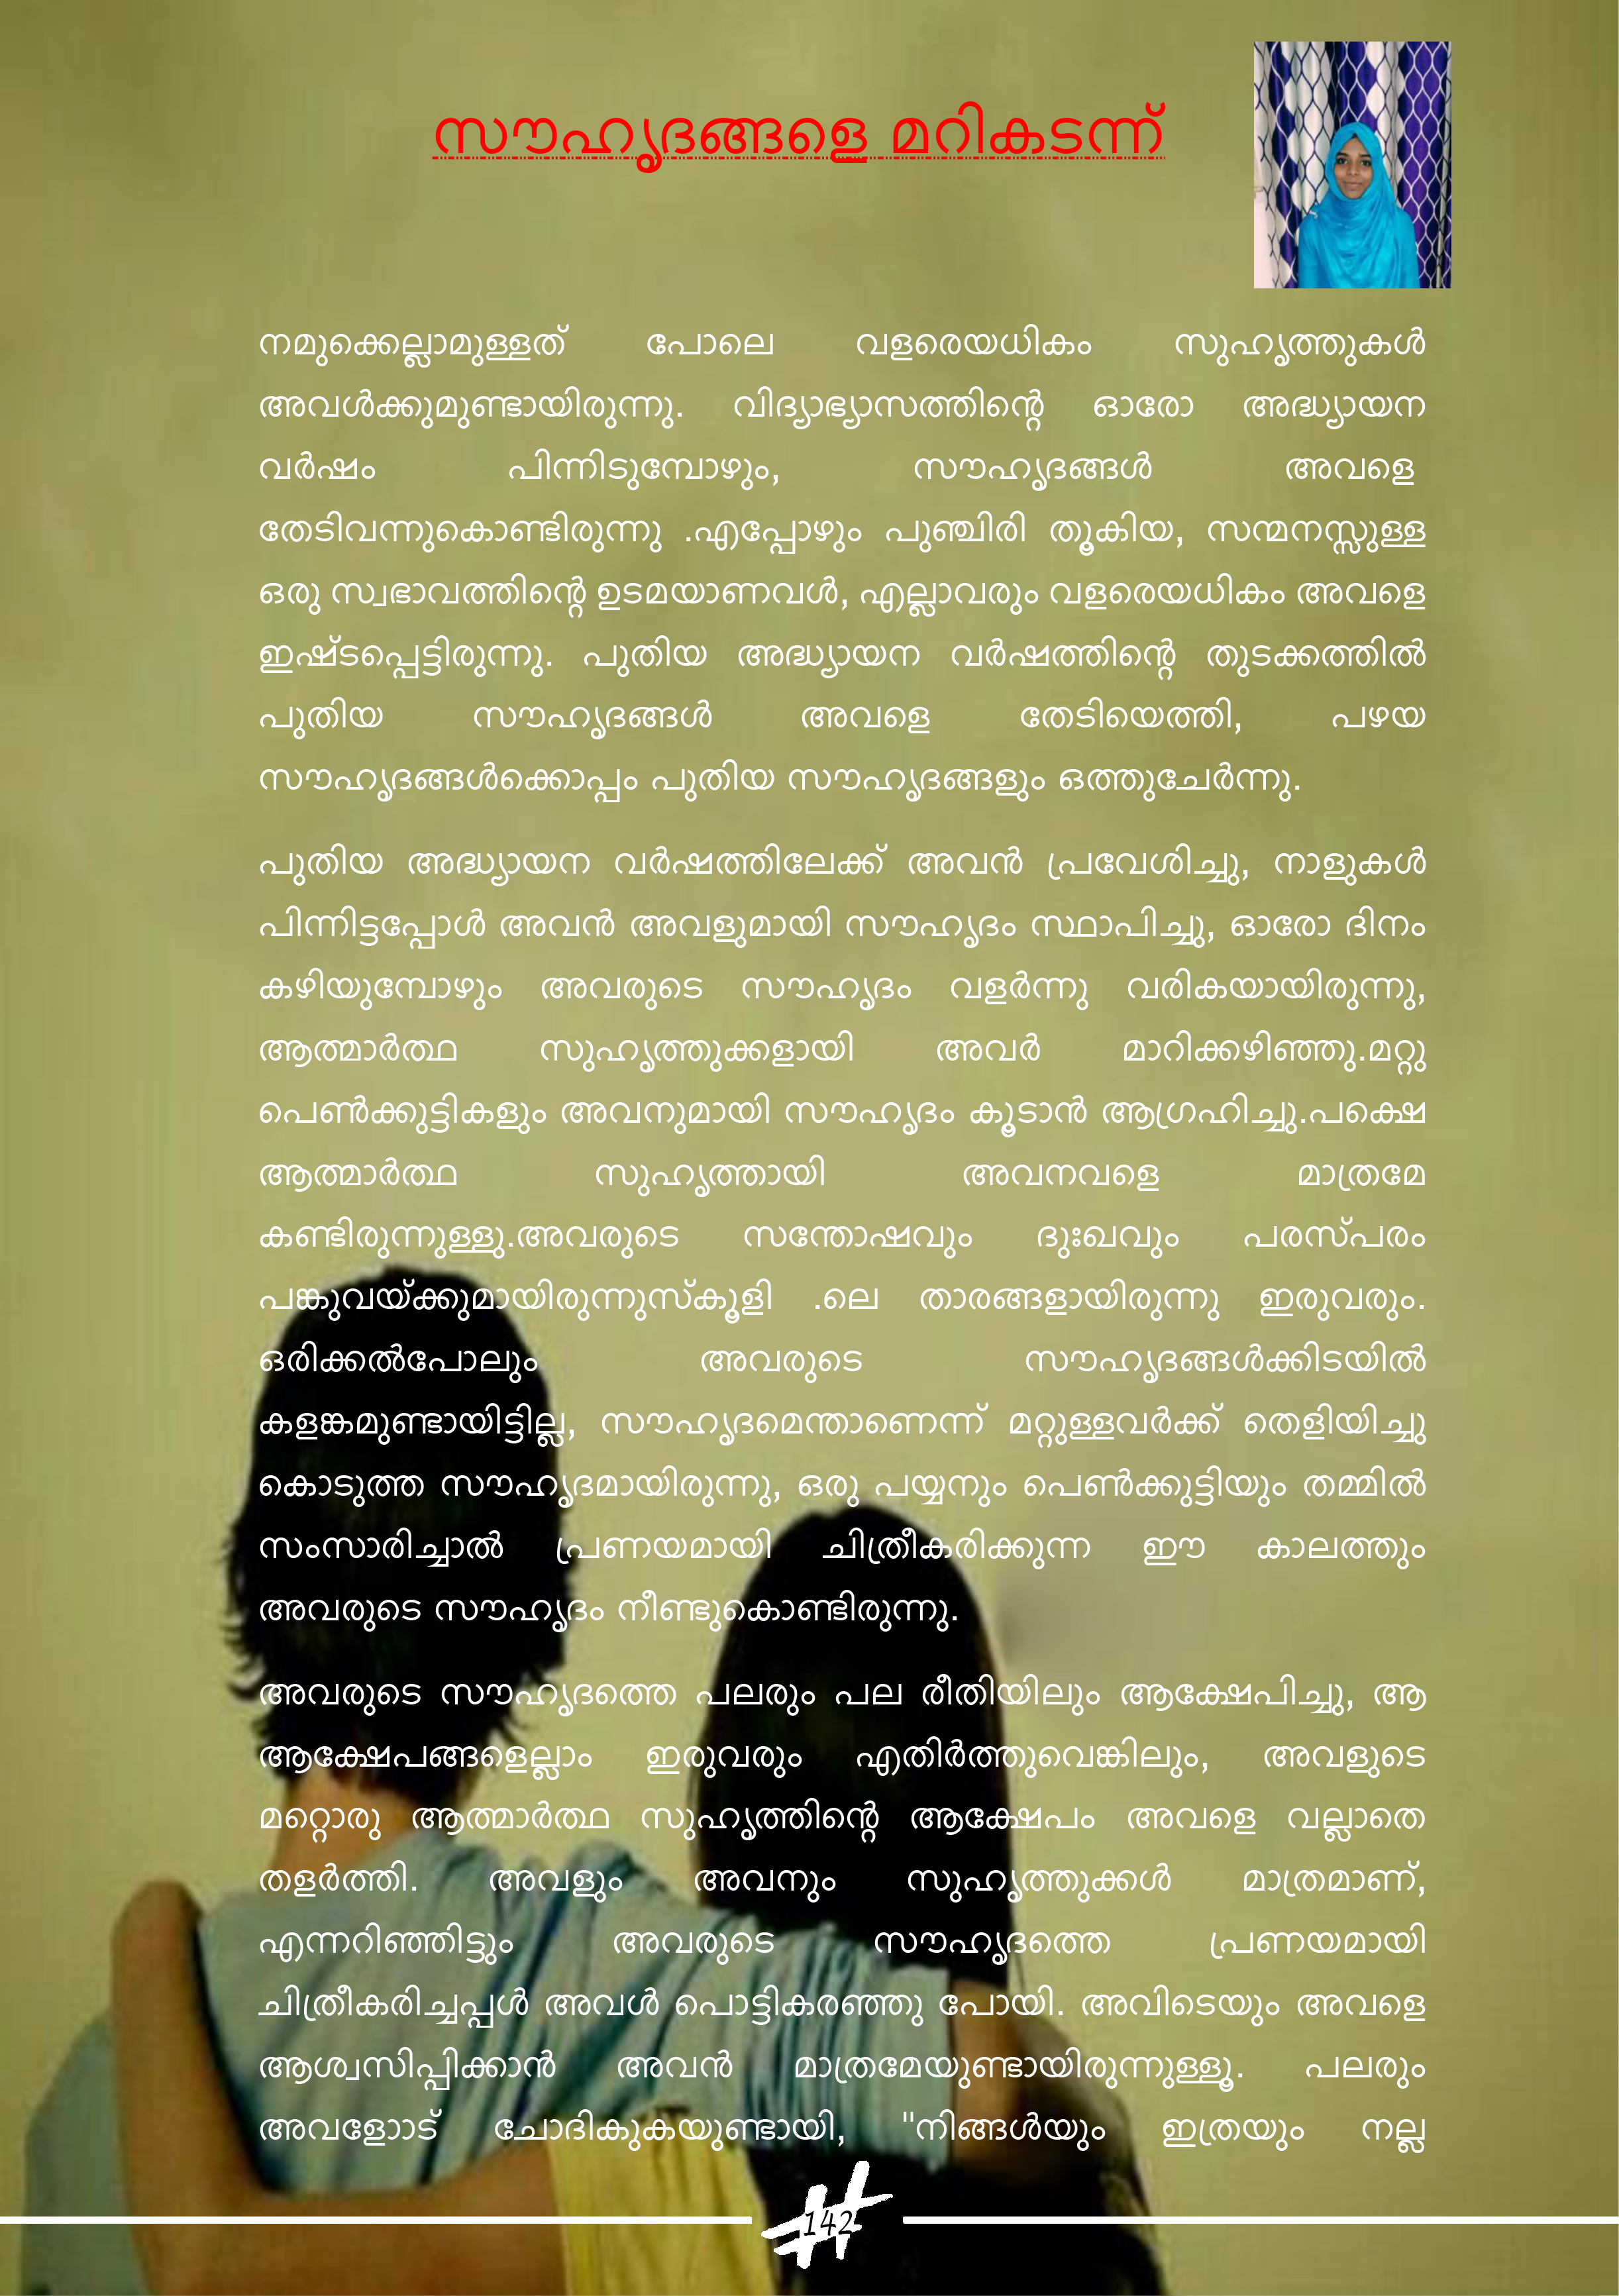 സൗഹൃദങ്ങളെ മറികടന്ന്
നമുക്കെല്ലാമുള്ളത് പോലെ വളരെയധികം സുഹൃത്തുകൾ
അവൾക്കുമുണ്ടായിരുന്നു. വിദ്യാഭ്യാസത്തിന്റെ ഓരോ അദ്ധ്യായന
വർഷം പിന്നിടുമ്പോഴും, സൗഹൃദങ്ങൾ അവളെ
തേടിവന്നുകൊണ്ടിരുന്നു .എപ്പോഴും പുഞ്ചിരി തൂകിയ, സന്മനസ്സുള്ള
ഒരു സ്വഭാവത്തിന്റെ ഉടമയാണവൾ, എല്ലാവരും വളരെയധികം അവളെ
ഇഷ്ടപ്പെട്ടിരുന്നു. പുതിയ അദ്ധ്യായന വർഷത്തിന്റെ തുടക്കത്തിൽ
പുതിയ സൗഹൃദങ്ങൾ അവളെ തേടിയെത്തി, പഴയ
സൗഹൃദങ്ങൾക്കൊപ്പം പുതിയ സൗഹൃദങ്ങളും ഒത്തുചേർന്നു.
പുതിയ അദ്ധ്യായന വർഷത്തിലേക്ക് അവൻ പ്രവേശിച്ചു, നാളുകൾ
പിന്നിട്ടപ്പോൾ അവൻ അവളുമായി സൗഹൃദം സ്ഥാപിച്ചു, ഓരോ ദിനം
കഴിയുമ്പോഴും അവരുടെ സൗഹൃദം വളർന്നു വരികയായിരുന്നു,
ആത്മാർത്ഥ സുഹൃത്തുക്കളായി അവർ മാറിക്കഴിഞ്ഞു.മറ്റു
പെൺക്കുട്ടികളും അവനുമായി സൗഹൃദം കൂടാൻ ആഗ്രഹിച്ചു.പക്ഷെ
ആത്മാർത്ഥ സുഹൃത്തായി അവനവളെ മാത്രമേ
കണ്ടിരുന്നുള്ളു.അവരുടെ സന്തോഷവും ദുഃഖവും പരസ്പരം
പങ്കുവയ്ക്കുമായിരുന്നുസ്കൂളി .ലെ താരങ്ങളായിരുന്നു ഇരുവരും.
ഒരിക്കൽപോലും അവരുടെ സൗഹൃദങ്ങൾക്കിടയിൽ
കളങ്കമുണ്ടായിട്ടില്ല, സൗഹൃദമെന്താണെന്ന് മറ്റുള്ളവർക്ക് തെളിയിച്ചു
കൊടുത്ത സൗഹൃദമായിരുന്നു, ഒരു പയ്യനും പെൺക്കുട്ടിയും തമ്മിൽ
സംസാരിച്ചാൽ പ്രണയമായി ചിത്രീകരിക്കുന്ന ഈ കാലത്തും
അവരുടെ സൗഹൃദം നീണ്ടുകൊണ്ടിരുന്നു.
അവരുടെ സൗഹൃദത്തെ പലരും പല രീതിയിലും ആക്ഷേപിച്ചു, ആ
ആക്ഷേപങ്ങളെല്ലാം ഇരുവരും എതിർത്തുവെങ്കിലും, അവളുടെ
മറ്റൊരു ആത്മാർത്ഥ സുഹൃത്തിന്റെ ആക്ഷേപം അവളെ വല്ലാതെ
തളർത്തി. അവളും അവനും സുഹൃത്തുക്കൾ മാത്രമാണ്,
എന്നറിഞ്ഞിട്ടും അവരുടെ സൗഹൃദത്തെ പ്രണയമായി
ചിത്രീകരിച്ചപ്പൾ അവൾ പൊട്ടികരഞ്ഞു പോയി. അവിടെയും അവളെ
ആശ്വസിപ്പിക്കാൻ അവൻ മാത്രമേയുണ്ടായിരുന്നുള്ളൂ. പലരും
അവളോാട് ചോദികുകയുണ്ടായി, "നിങ്ങൾയും ഇത്രയും നല്ല
142